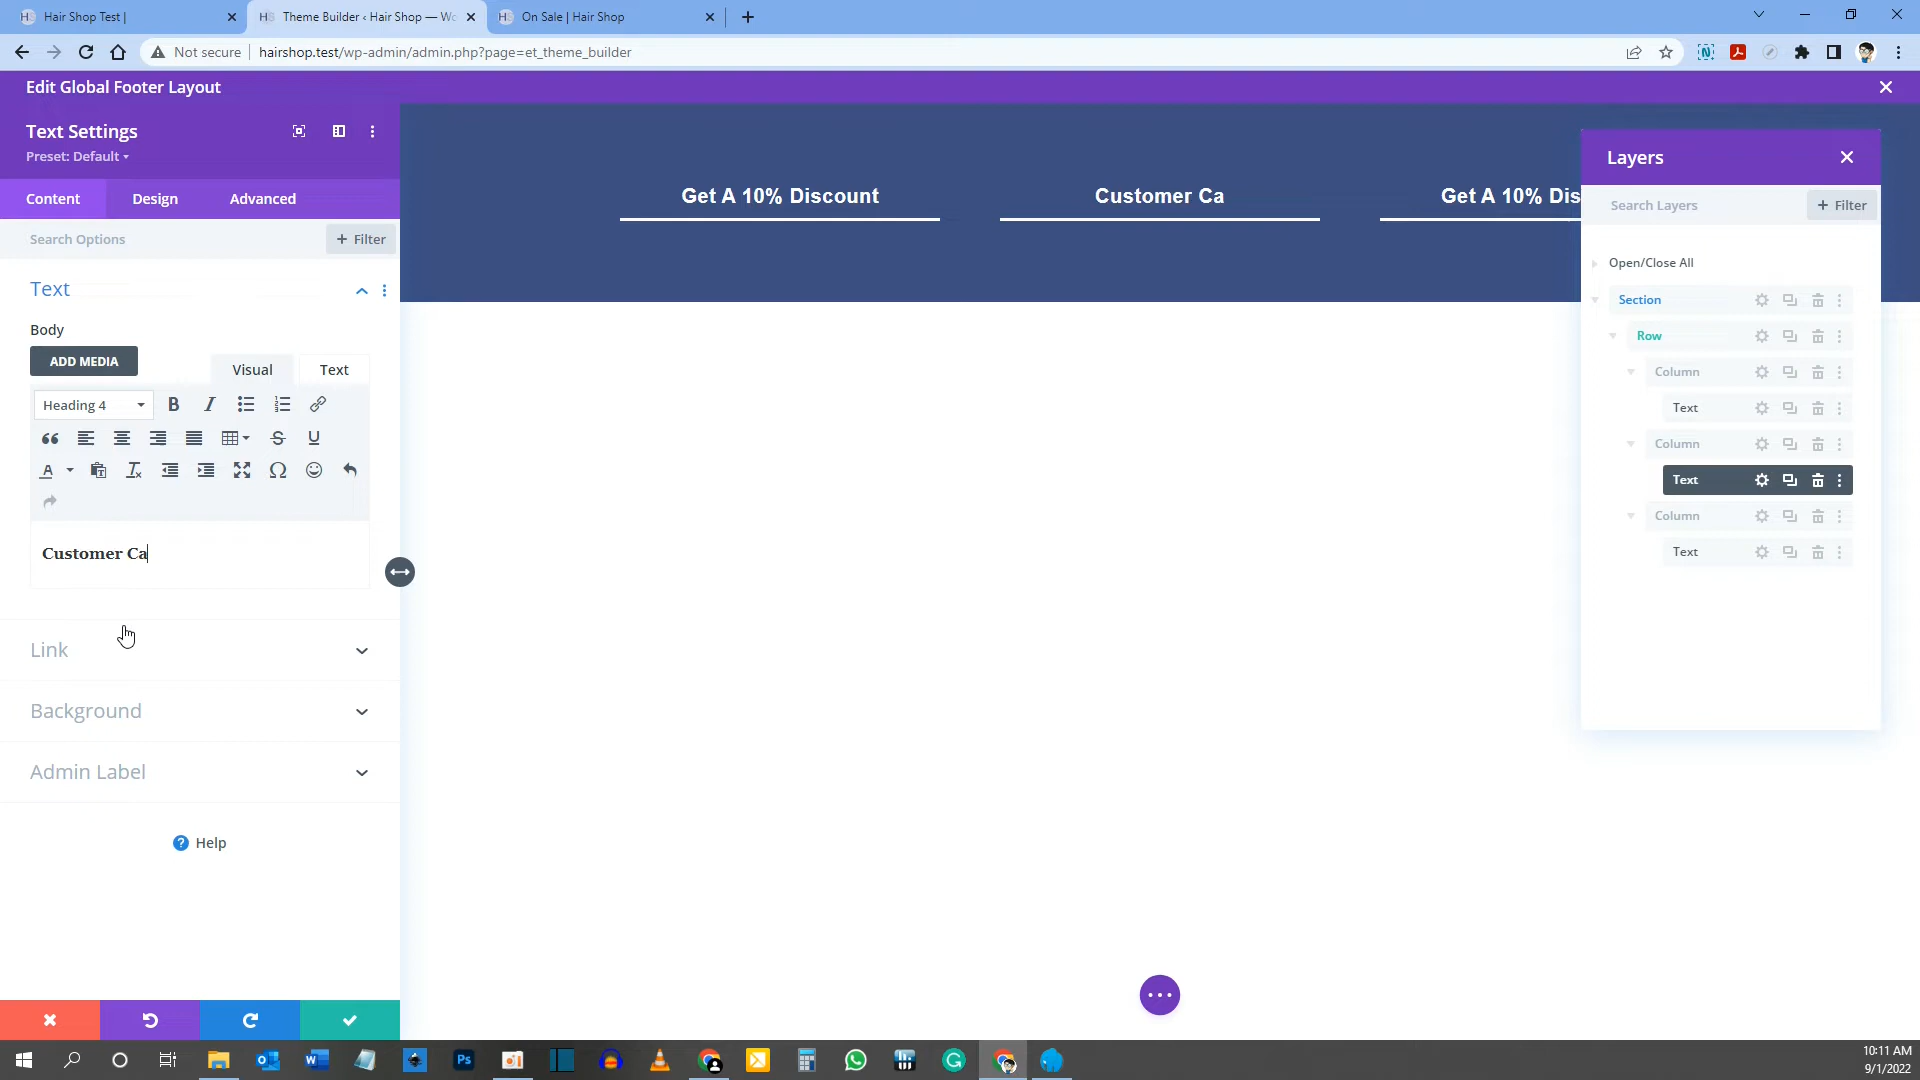 Hair Shop Test |
Theme Builder ‹ Hair Shop — Wo
On Sale | Hair Shop
Not secure
hairshop.test/wp-admin/admin.php?page=et_theme_builder
Edit Global Footer Layout
Text Settings
Preset: Default
Content
Design
Advanced
Search Options
+ Filter
Text
Body
ADD MEDIA
Visual
Text
Heading 4
Customer Ca
Link
Background
Admin Label
Help
Get A 10% Discount
Customer Ca
Get A 10% Dis
Layers
Search Layers
+ Filter
Open/Close All
Section
Row
Column
Text
Column
Text
Column
Text
10:11 AM
9/1/2022